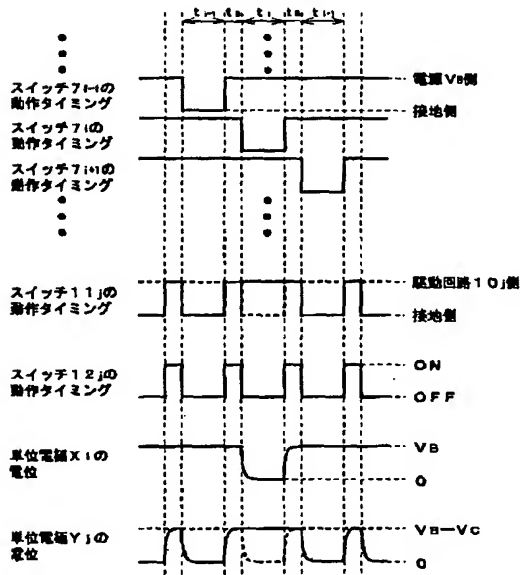 電源VB側
スイッチ7i-1の
動作タイミング
接地側
スイッチ7iの
動作タイミング
スイッチ7i+1の
動作タイミング
駆動回路10j側
スイッチ11jの
動作タイミング
接地側
ON
スイッチ12jの
動作タイミング
OFF
VB
単位電極Xiの
電位
0
VB-VC
単位電極Yjの
電位
0